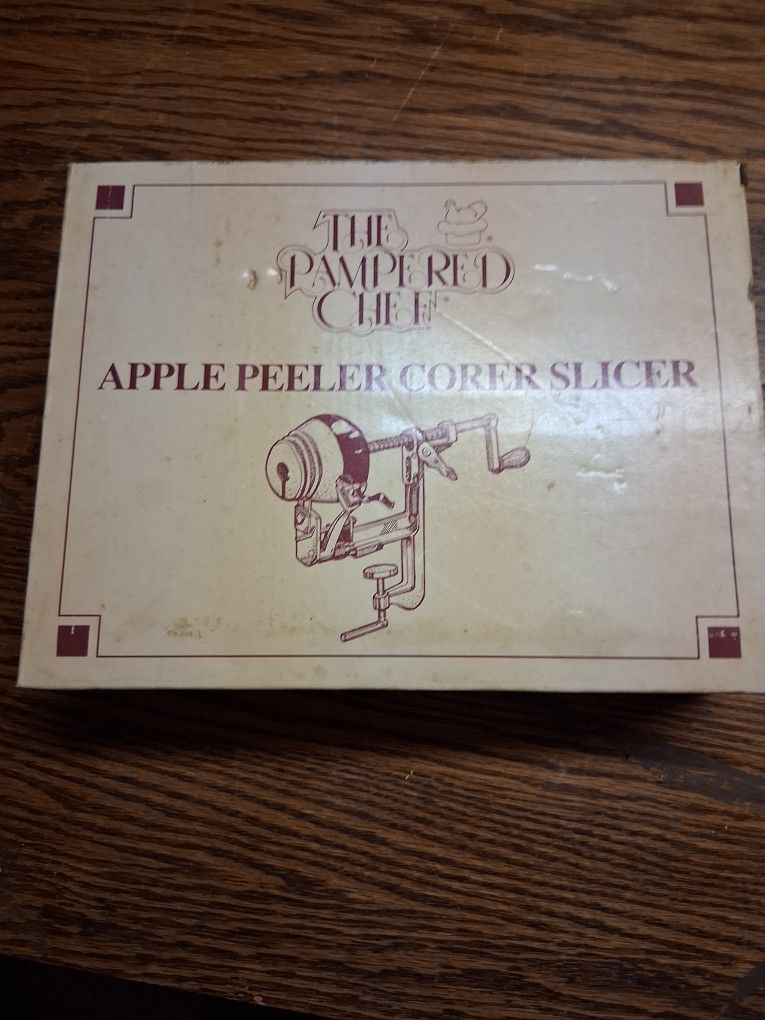 THE
PAMPERED
CHEF®
APPLE PEELER CORER SLICER